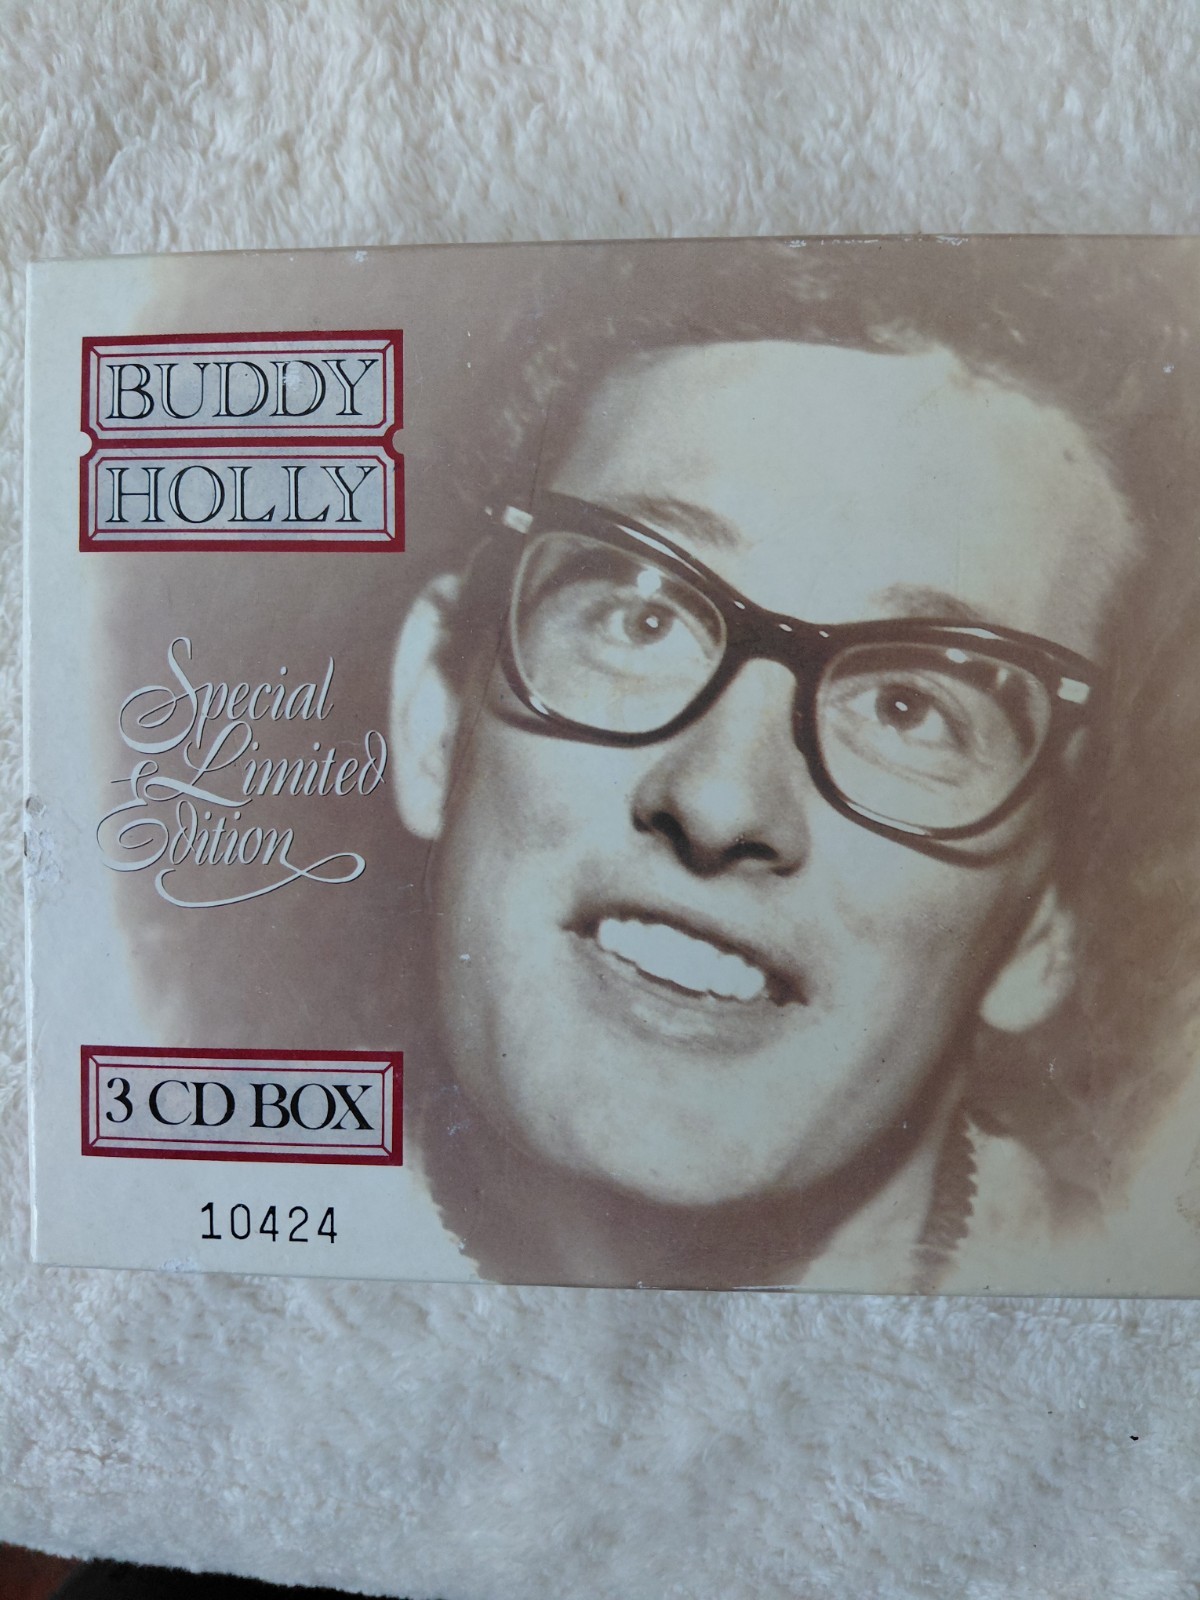 BUDDY
HOLLY
Special
Limited
Edition
3 CD BOX
10424